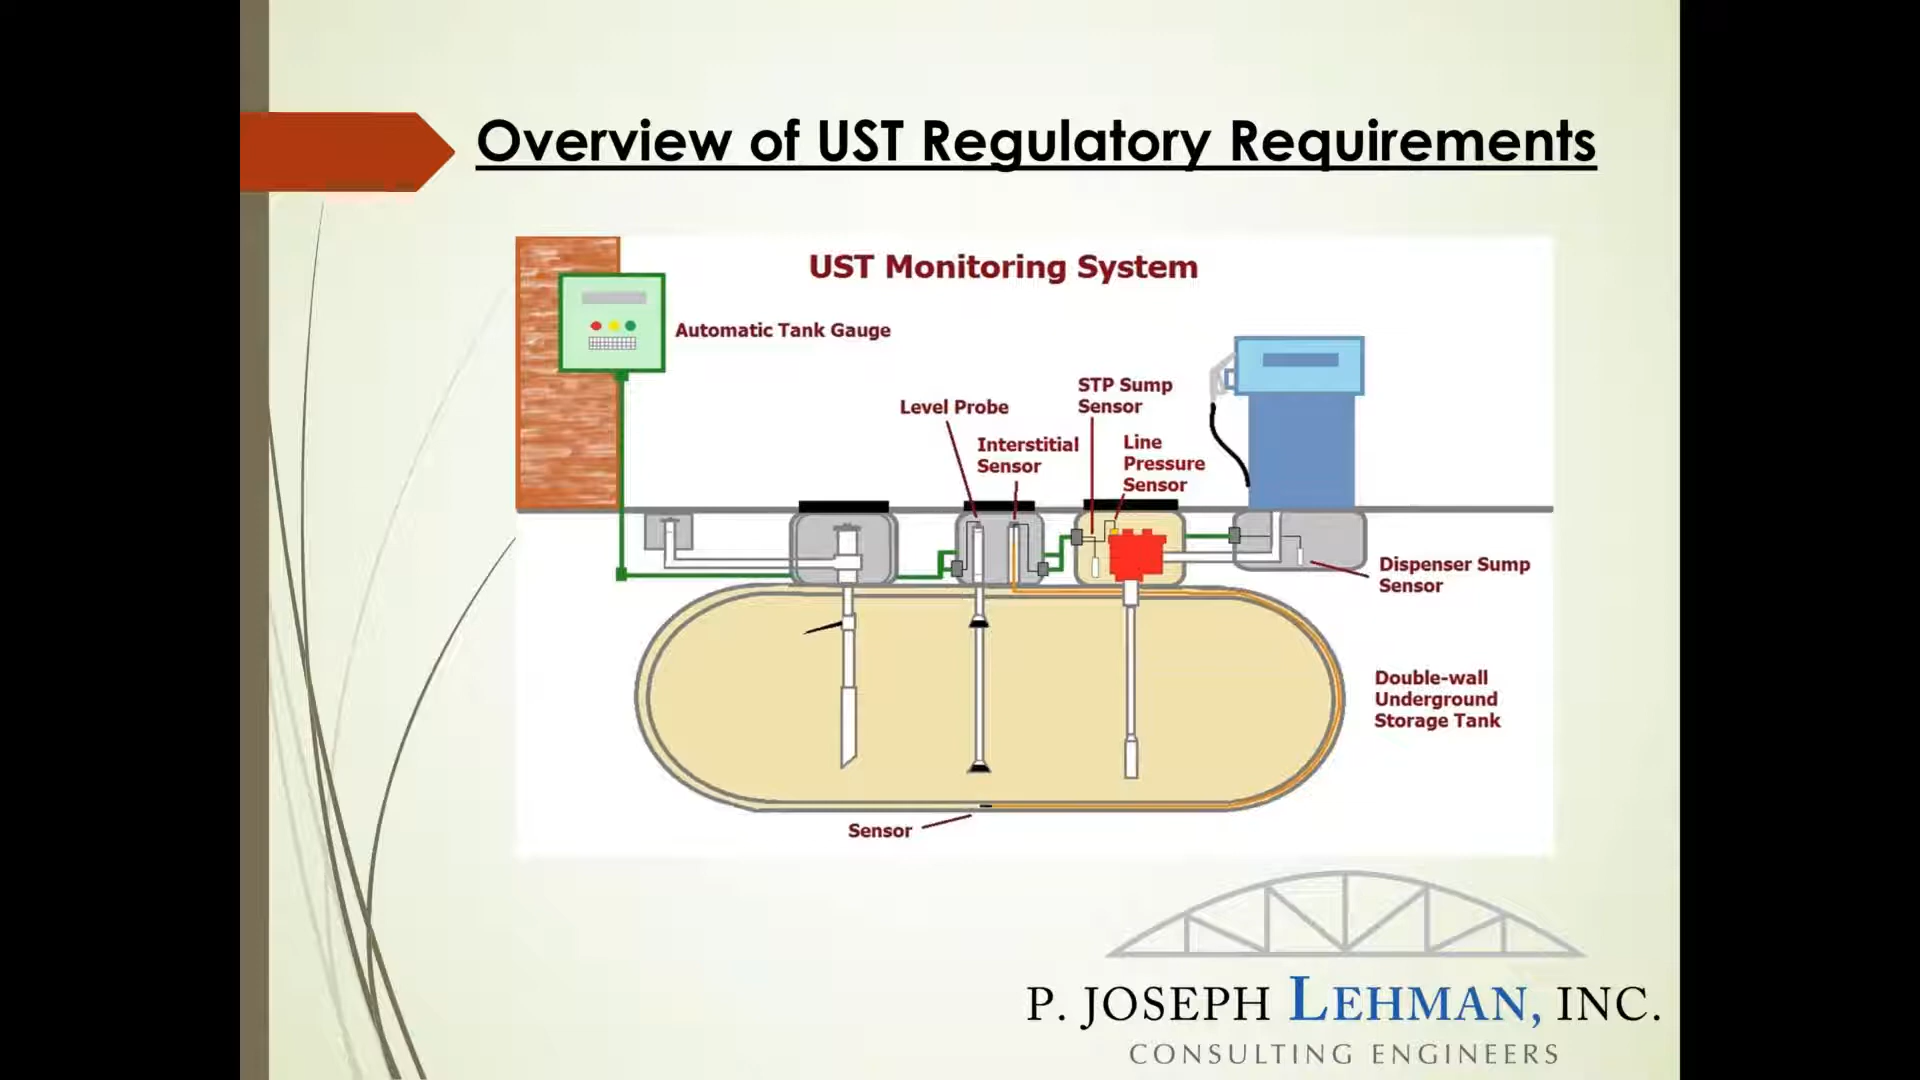 Overview of UST Regulatory Requirements
UST Monitoring System
Automatic Tank Gauge
STP Sump
Sensor
Level Probe
Interstitial
Sensor
Line
Pressure
Sensor
Dispenser Sump
Sensor
Double-wall
Underground
Storage Tank
Sensor
P. JOSEPH LEHMAN, INC.
CONSULTING ENGINEERS